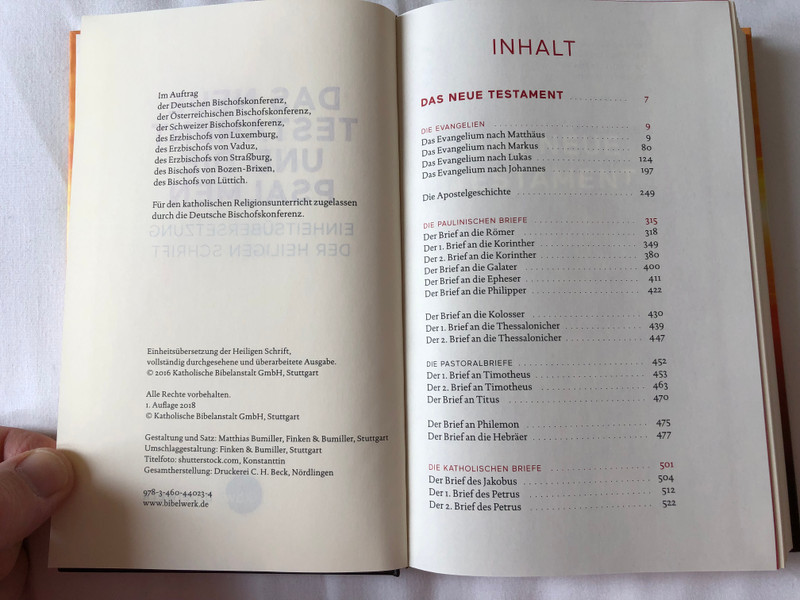 Im Auftrag
der Deutschen Bischofskonferenz,
der Österreichischen Bischofskonferenz,
der Schweizer Bischofskonferenz,
des Erzbischofs von Luxemburg,
des Erzbischofs von Vaduz,
des Erzbischofs von Straßburg,
des Bischofs von Bozen-Brixen,
des Bischofs von Lüttich.
Für den katholischen Religionsunterricht zugelassen
durch die Deutsche Bischofskonferenz.
Einheitsübersetzung der Heiligen Schrift,
vollständig durchgesehene und überarbeitete Ausgabe.
© 2016 Katholische Bibelanstalt GmbH, Stuttgart
Alle Rechte vorbehalten.
1. Auflage 2018
© Katholische Bibelanstalt GmbH, Stuttgart
Gestaltung und Satz: Matthias Bumiller, Finken & Bumiller, Stuttgart
Umschlaggestaltung: Finken & Bumiller, Stuttgart
Titelfoto: shutterstock.com, Konstanttin
Gesamtherstellung: Druckerei C. H. Beck, Nördlingen
978-3-460-44023-4
www.bibelwerk.de
INHALT
DAS NEUE TESTAMENT 7
DIE EVANGELIEN 9
Das Evangelium nach Matthäus 9
Das Evangelium nach Markus 80
Das Evangelium nach Lukas 124
Das Evangelium nach Johannes 197
Die Apostelgeschichte 249
DIE PAULINISCHEN BRIEFE 315
Der Brief an die Römer 318
Der 1. Brief an die Korinther 349
Der 2. Brief an die Korinther 380
Der Brief an die Galater 400
Der Brief an die Epheser 411
Der Brief an die Philipper 422
Der Brief an die Kolosser 430
Der 1. Brief an die Thessalonicher 439
Der 2. Brief an die Thessalonicher 447
DIE PASTORALBRIEFE 452
Der 1. Brief an Timotheus 453
Der 2. Brief an Timotheus 463
Der Brief an Titus 470
Der Brief an Philemon 475
Der Brief an die Hebräer 477
DIE KATHOLISCHEN BRIEFE 501
Der Brief des Jakobus 504
Der 1. Brief des Petrus 512
Der 2. Brief des Petrus 522